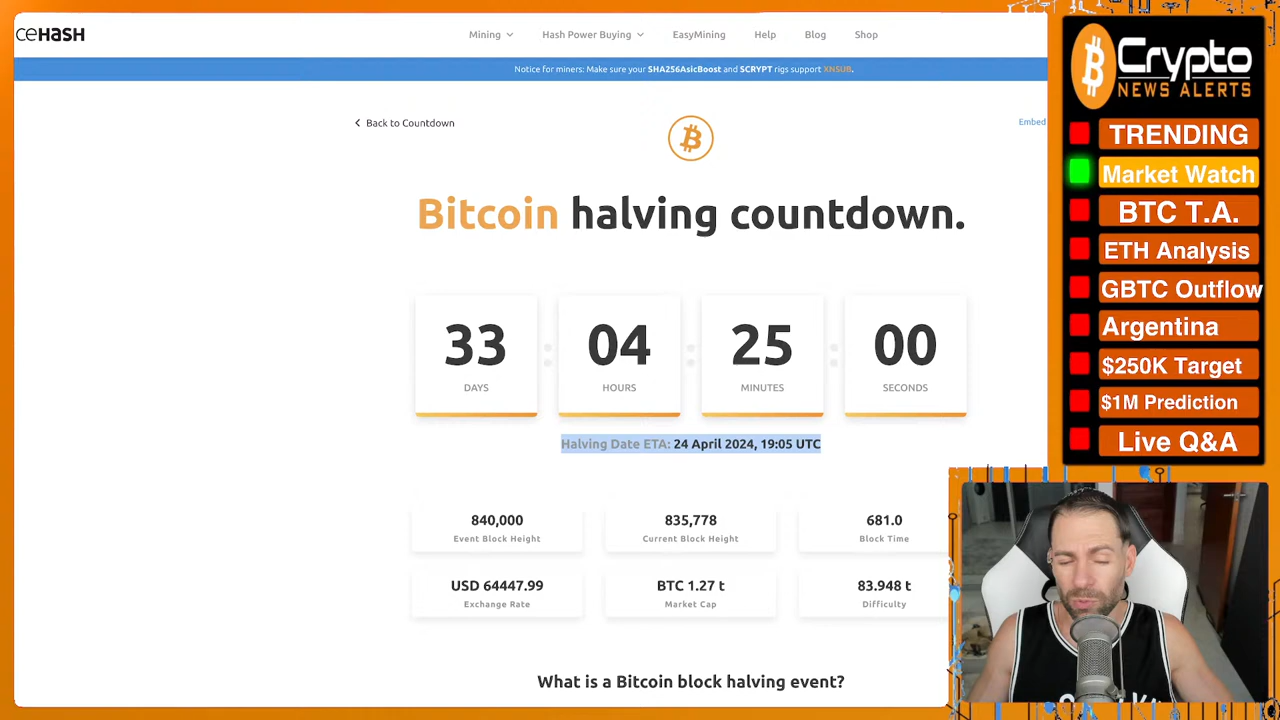 ceHASH
Mining
Hash Power Buying
EasyMining
Help
Blog
Shop
Notice for miners: Make sure your SHA256AsicBoost and SCRYPT rigs support XNSUB.
Back to Countdown
Embed
Bitcoin halving countdown.
33
DAYS
04
HOURS
25
MINUTES
00
SECONDS
Halving Date ETA: 24 April 2024, 19:05 UTC
840,000
Event Block Height
835,778
Current Block Height
681.0
Block Time
USD 64447.99
Exchange Rate
BTC 1.27 t
Market Cap
83.948 t
Difficulty
What is a Bitcoin block halving event?
Crypto
NEWS ALERTS
TRENDING
Market Watch
BTC T.A.
ETH Analysis
GBTC Outflow
Argentina
$250K Target
$1M Prediction
Live Q&A